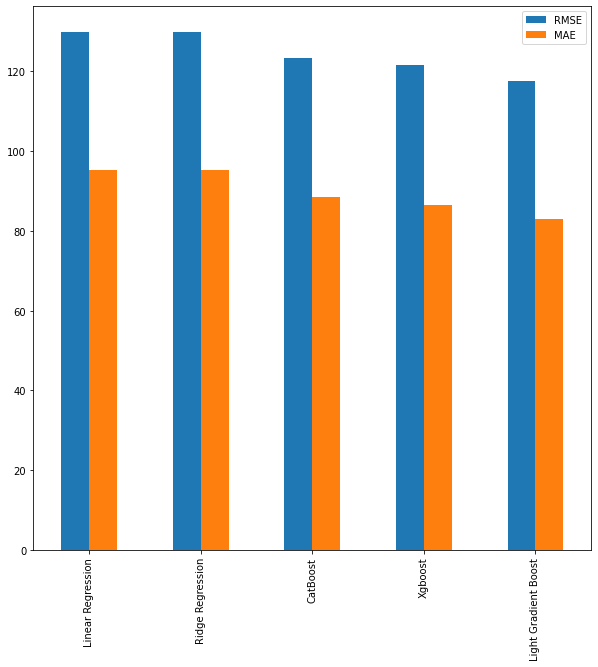 RMSE
MAE
120
100
80
60
40
20
0
Linear Regression
Ridge Regression
CatBoost
Xgboost
Light Gradient Boost